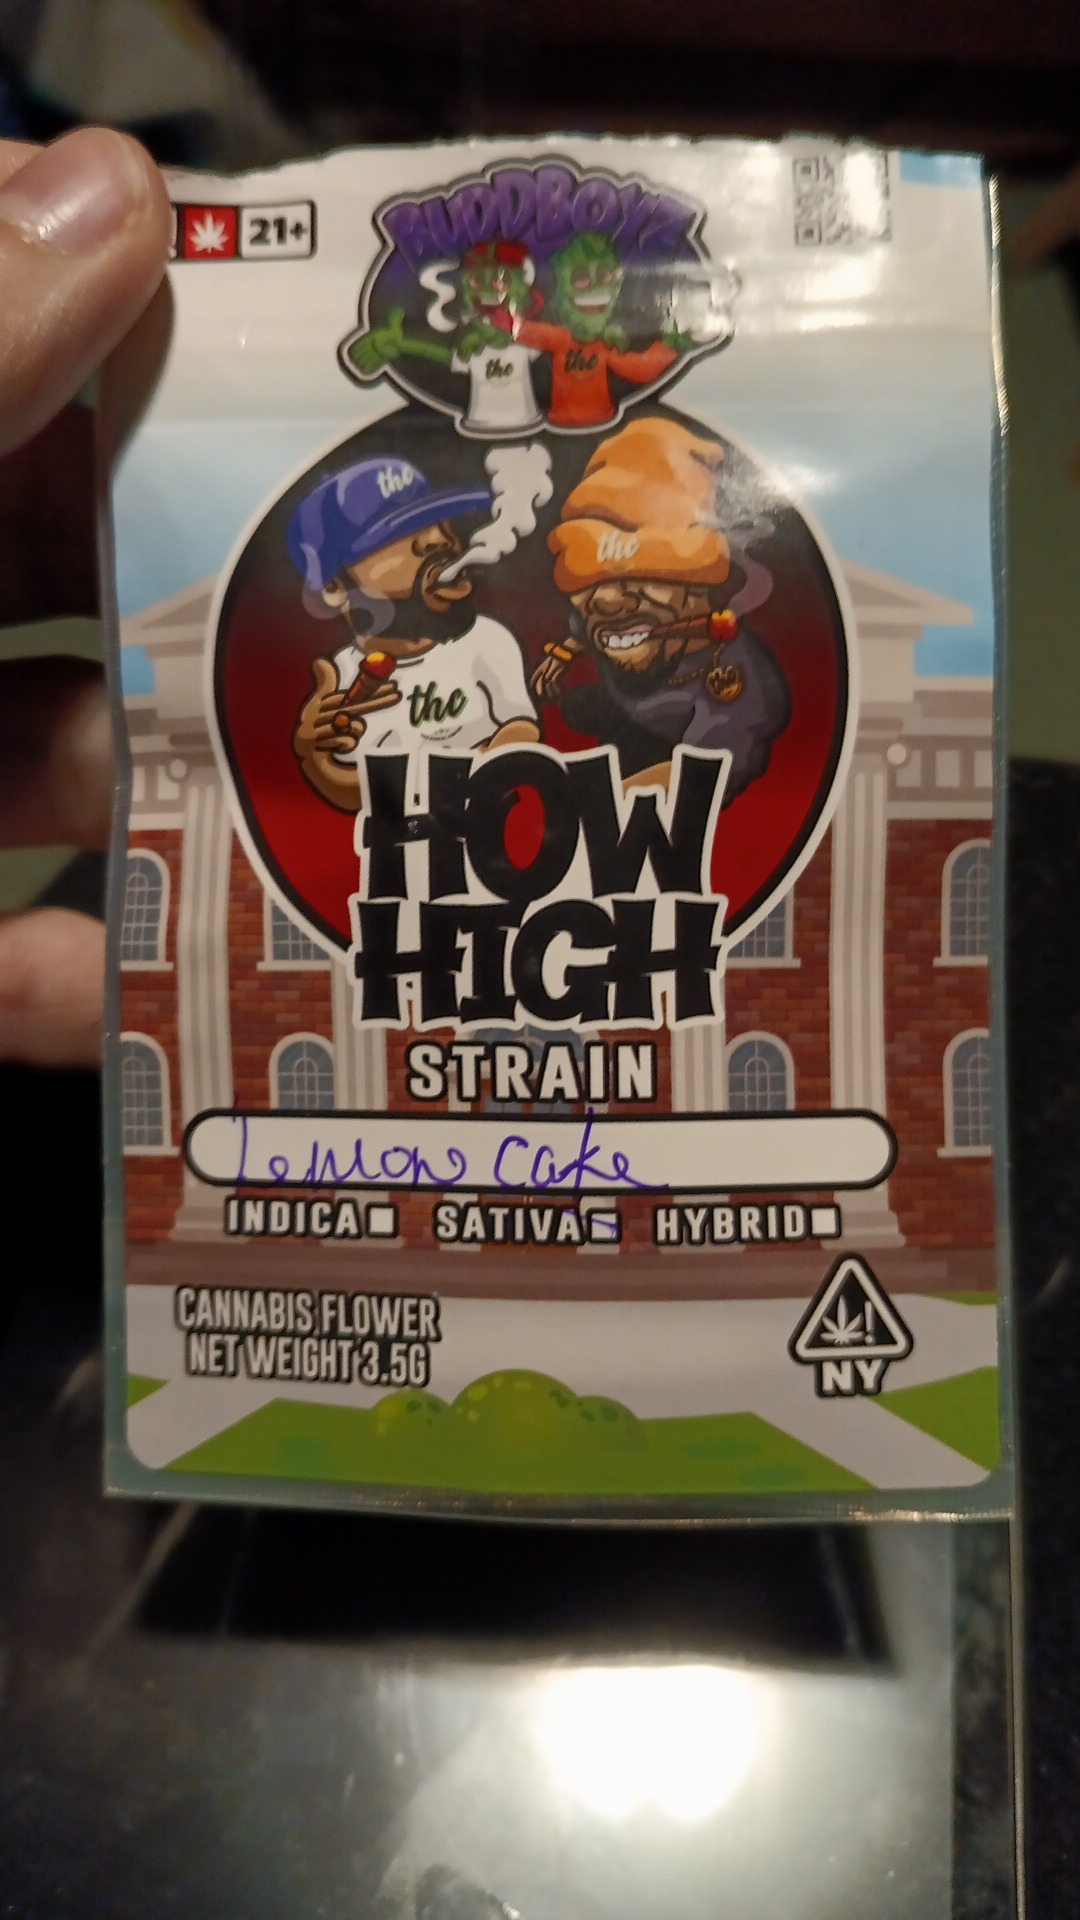 21+
BUDDBOYZ
the the
the
the
the
HOW
HIGH
STRAIN
Lemon cake
INDICA SATIVA HYBRID
CANNABIS FLOWER
NET WEIGHT 3.5G
NY